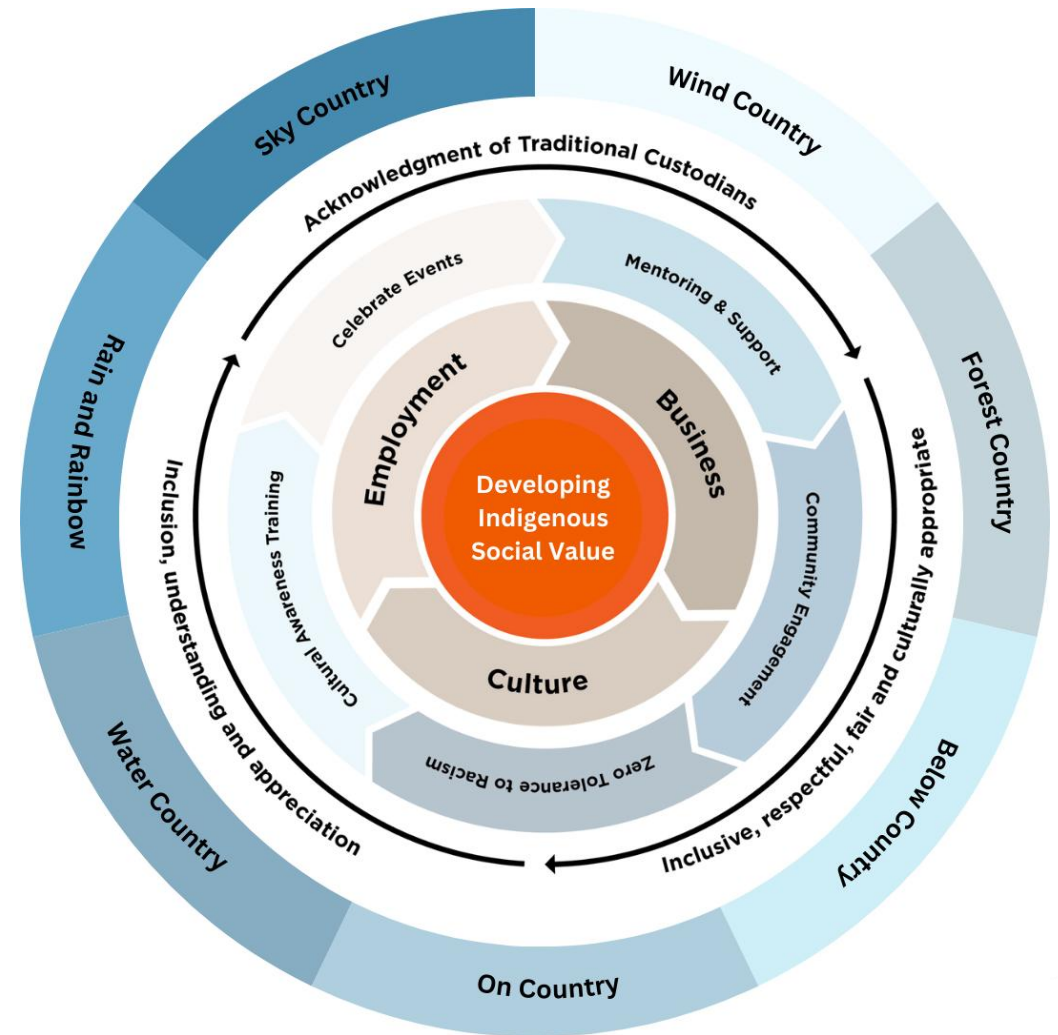 Sky Country
Wind Country
Forest Country
Below Country
On Country
Water Country
Rain and Rainbow
Acknowledgment of Traditional Custodians
Inclusive, respectful, fair and culturally appropriate
Inclusion, understanding and appreciation
Celebrate Events
Mentoring & Support
Community Engagement
Zero Tolerance to Racism
Cultural Awareness Training
Employment
Business
Culture
Developing
Indigenous
Social Value